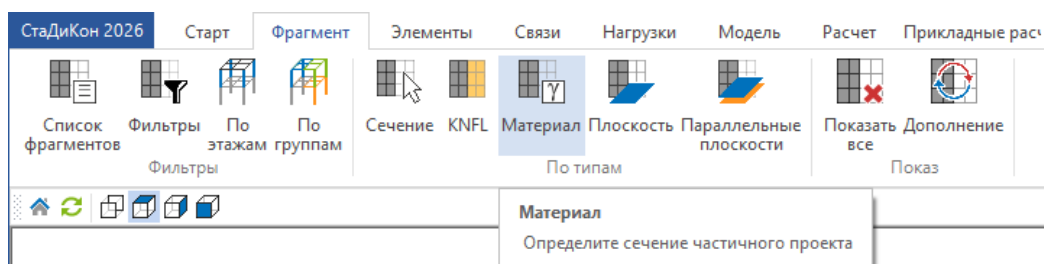 СтаДиКон 2026 Старт Фрагмент Элементы Связи Нагрузки Модель Расчет Прикладные рас
Список фрагментов Фильтры По этажам По группам Сечение KNFL Материал Плоскость Параллельные плоскости Показать все Дополнение
Фильтры По типам Показ
Материал
Определите сечение частичного проекта